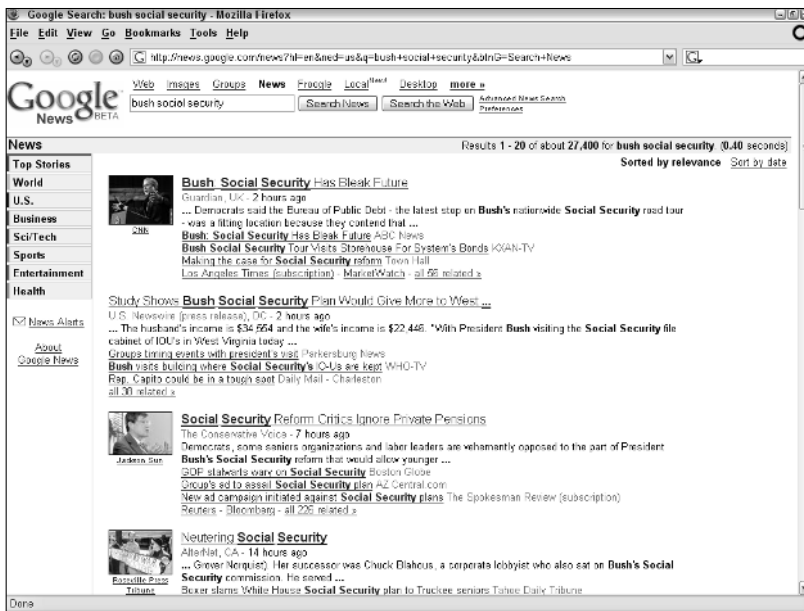 Google Search: bush social security - Mozilla Firefox
File Edit View Go Bookmarks Tools Help
http://news.google.com/news?hl=en&ned=us&q=bush+social+security&btnG=Search+News
Google News BETA
Web Images Groups News Froogle Local New! Desktop more »
bush social security Search News Search the Web Advanced News Search
Preferences
News Results 1 - 20 of about 27,400 for bush social security. (0.40 seconds)
Sorted by relevance Sort by date
Top Stories
World
U.S.
Business
Sci/Tech
Sports
Entertainment
Health
News Alerts
About
Google News
CNN
Bush: Social Security Has Bleak Future
Guardian, UK - 2 hours ago
... Democrats said the Bureau of Public Debt - the latest stop on Bush's nationwide Social Security road tour
- was a fitting location because they contend that ...
Bush: Social Security Has Bleak Future ABC News
Bush Social Security Tour Visits Storehouse For System's Bonds KXAN-TV
Making the case for Social Security reform Town Hall
Los Angeles Times (subscription) - MarketWatch - all 56 related »
Study Shows Bush Social Security Plan Would Give More to West ...
U.S. Newswire (press release), DC - 2 hours ago
... The husband's income is $34,554 and the wife's income is $22,448. "With President Bush visiting the Social Security file
cabinet of IOU's in West Virginia today ...
Groups timing events with president's visit Parkersburg News
Bush visits building where Social Security's IO-Us are kept WHO-TV
Rep. Capito could be in a tough spot Daily Mail - Charleston
all 30 related »
Jackson Sun
Social Security Reform Critics Ignore Private Pensions
The Conservative Voice - 7 hours ago
Democrats, some seniors organizations and labor leaders are vehemently opposed to the part of President
Bush's Social Security reform that would allow younger ...
GOP stalwarts wary on Social Security Boston Globe
Group's ad to assail Social Security plan AZ Central.com
New ad campaign initiated against Social Security plans The Spokesman Review (subscription)
Reuters - Bloomberg - all 226 related »
Roseville Press
Tribune
Neutering Social Security
AlterNet, CA - 14 hours ago
... Grover Norquist). Her successor was Chuck Blahous, a corporate lobbyist who also sat on Bush's Social
Security commission. He served ...
Boxer slams White House Social Security plan to Truckee seniors Tahoe Daily Tribune
Done